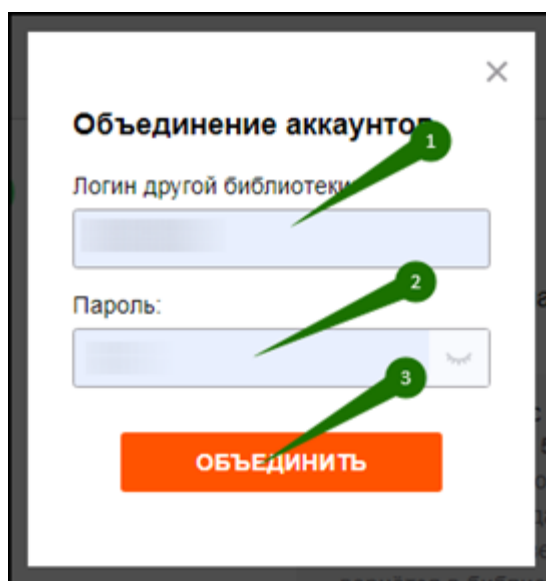 Объединение аккаунтов
1
Логин другой библиотеки
2
Пароль:
3
ОБЪЕДИНИТЬ